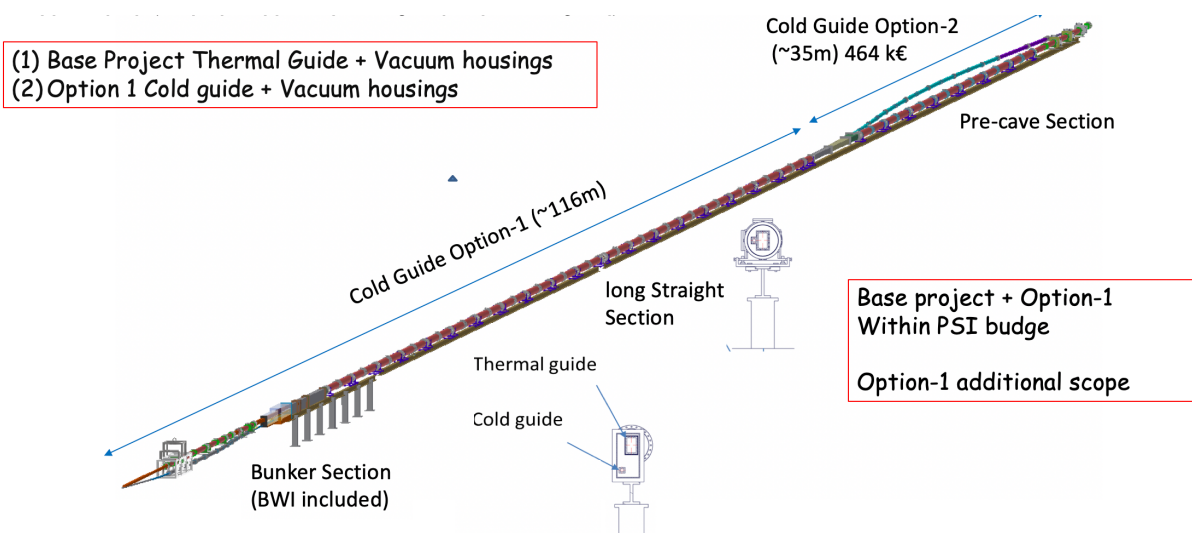 Cold Guide Option-2
(~35m) 464 k€
(1) Base Project Thermal Guide + Vacuum housings
(2) Option 1 Cold guide + Vacuum housings
Pre-cave Section
Cold Guide Option-1 (~116m)
long Straight
Section
Base project + Option-1
Within PSI budge
Option-1 additional scope
Thermal guide
Cold guide
Bunker Section
(BWI included)